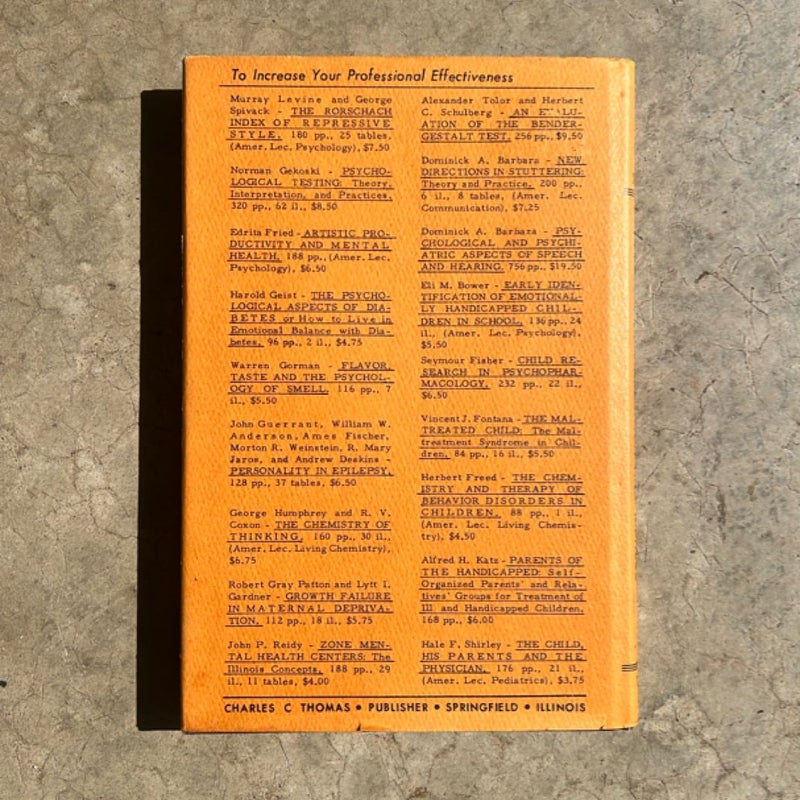 To Increase Your Professional Effectiveness
Murray Levine and George
Spivack - THE RORSCHACH
INDEX OF REPRESSIVE
STYLE. 180 pp., 25 tables,
(Amer. Lec. Psychology), $7.50
Norman Gekoski - PSYCHO-
LOGICAL TESTING: Theory,
Interpretation, and Practices.
320 pp., 62 il., $8.50
Edrita Fried - ARTISTIC PRO-
DUCTIVITY AND MENTAL
HEALTH. 188 pp., (Amer. Lec.
Psychology), $6.50
Harold Geist - THE PSYCHO-
LOGICAL ASPECTS OF DIA-
BETES or How to Live in
Emotional Balance with Dia-
betes. 96 pp., 2 il., $4.75
Warren Gorman - FLAVOR,
TASTE AND THE PSYCHOL-
OGY OF SMELL. 116 pp., 7
il., $5.50
John Guerrant, William W.
Anderson, Ames Fischer,
Morton R. Weinstein, R. Mary
Jaros, and Andrew Deskins -
PERSONALITY IN EPILEPSY.
128 pp., 37 tables, $6.50
George Humphrey and R. V.
Coxon - THE CHEMISTRY OF
THINKING. 160 pp., 30 il.,
(Amer. Lec. Living Chemistry),
$6.75
Robert Gray Patton and Lytt I.
Gardner - GROWTH FAILURE
IN MATERNAL DEPRIVA-
TION. 112 pp., 18 il., $5.75
John P. Reidy - ZONE MEN-
TAL HEALTH CENTERS: The
Illinois Concepts. 188 pp., 29
il., 11 tables, $4.00
Alexander Tolor and Herbert
C. Schulberg - AN
ATION OF THE BENDER-
GESTALT TEST. 256 pp., $9.50
Dominick A. Barbara - NEW
DIRECTIONS IN STUTTERING:
Theory and Practice. 200 pp.,
6 il., 8 tables, (Amer. Lec.
Communication), $7.25
Dominick A. Barbara - PSY-
CHOLOGICAL AND PSYCHI-
ATRIC ASPECTS OF SPEECH
AND HEARING. 756 pp., $19.50
Eli M. Bower - EARLY IDEN-
TIFICATION OF EMOTIONAL-
LY HANDICAPPED CHIL-
DREN IN SCHOOL. 136 pp., 24
il., (Amer. Lec. Psychology),
$5.50
Seymour Fisher - CHILD RE-
SEARCH IN PSYCHOPHAR-
MACOLOGY. 232 pp., 22 il.,
$6.50
Vincent J. Fontana - THE MAL-
TREATED CHILD: The Mal-
treatment Syndrome in Chil-
dren. 84 pp., 16 il., $5.50
Herbert Freed - THE CHEM-
ISTRY AND THERAPY OF
BEHAVIOR DISORDERS IN
CHILDREN. 88 pp., 1 il.,
(Amer. Lec. Living Chemis-
try), $4.50
Alfred H. Katz - PARENTS OF
THE HANDICAPPED: Self-
Organized Parents' and Rela-
tives' Groups for Treatment of
Ill and Handicapped Children.
168 pp., $6.00
Hale F. Shirley - THE CHILD,
HIS PARENTS AND THE
PHYSICIAN. 176 pp., 21 il.,
(Amer. Lec. Pediatrics), $3.75
CHARLES C THOMAS • PUBLISHER • SPRINGFIELD • ILLINOIS